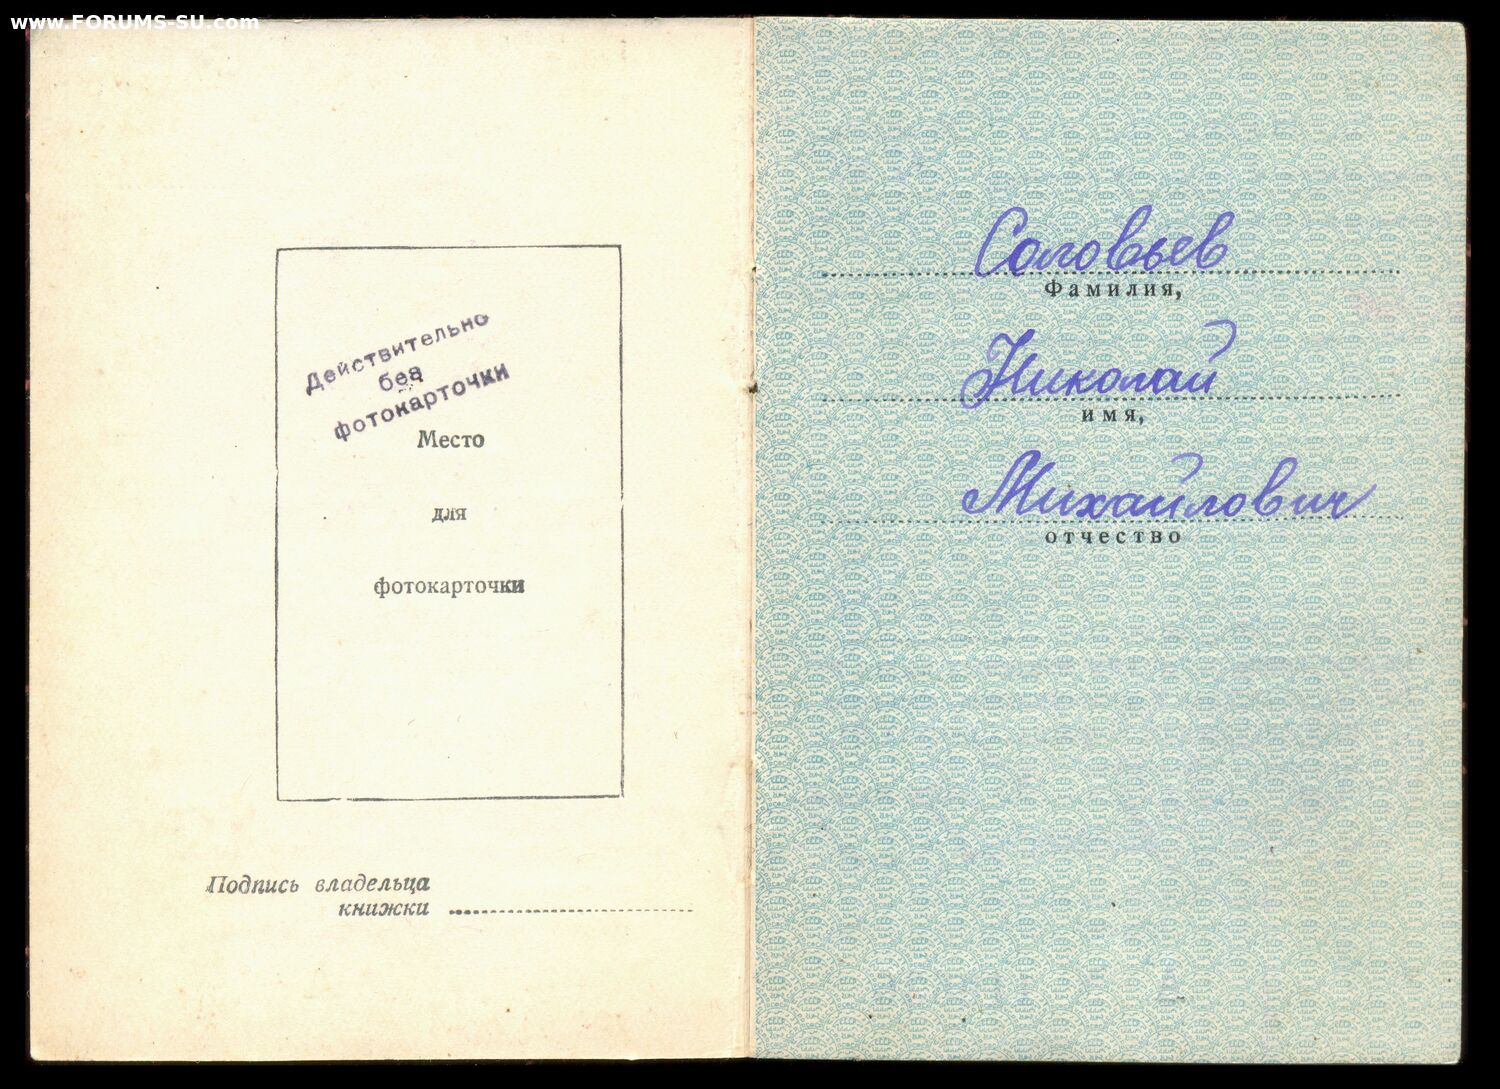 www.FORUMS-SU.com
Действительно
без
фотокарточки
Место
для
фотокарточки
Подпись владельца
книжки
Соловьев
Фамилия,
Николай
имя,
Михайлович
отчество